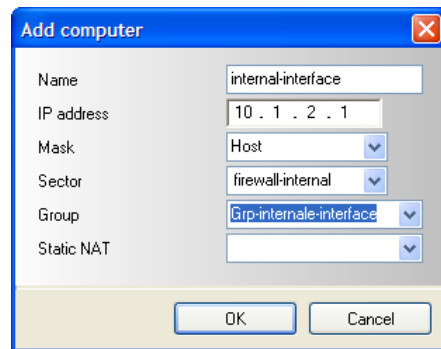 Add computer
Name internal-interface
IP address 10 . 1 . 2 . 1
Mask Host
Sector firewall-internal
Group Grp-internale-interface
Static NAT
OK Cancel